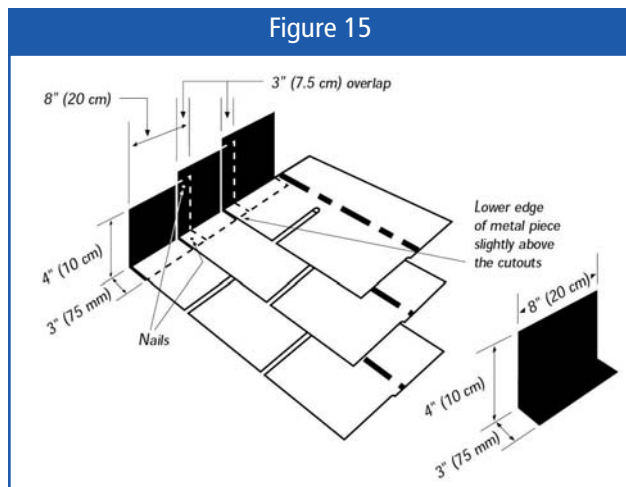 Figure 15
3" (7.5 cm) overlap
8" (20 cm)
Lower edge
of metal piece
slightly above
the cutouts
4" (10 cm)
3" (75 mm)
Nails
8" (20 cm)
4" (10 cm)
3" (75 mm)